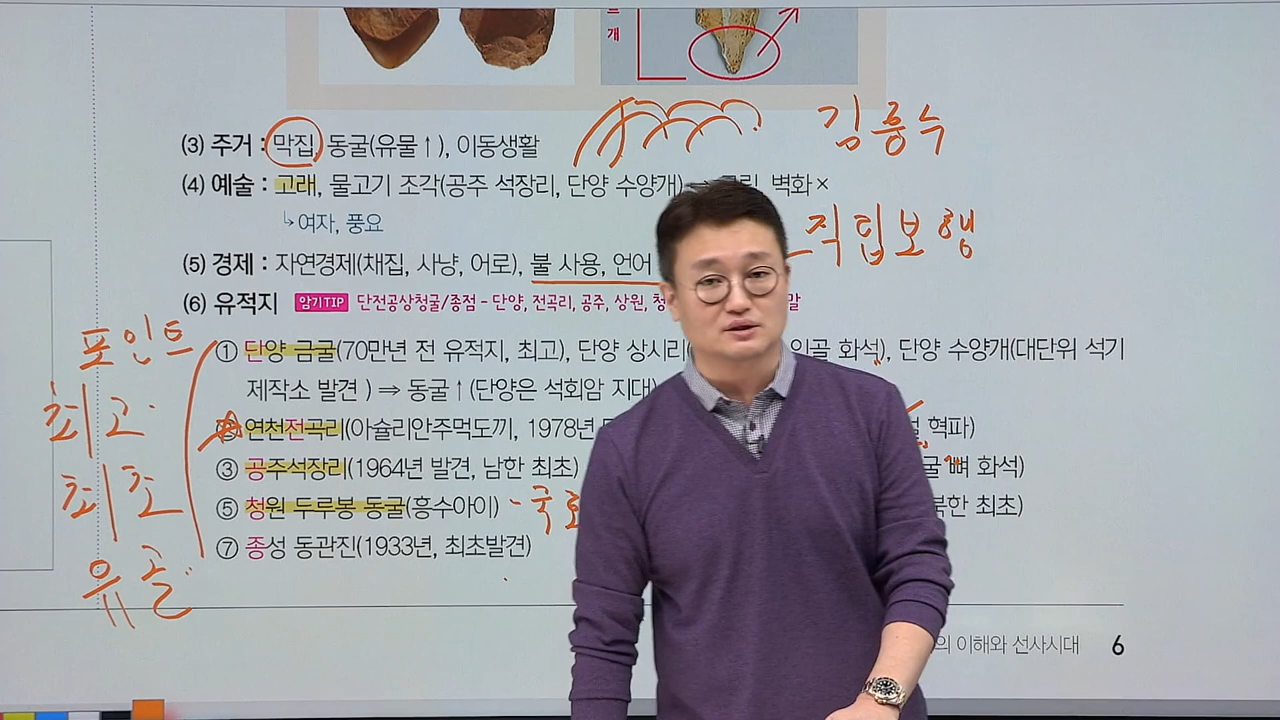 개
(3) 주거 : 막집, 동굴(유물↑), 이동생활
김흥수
(4) 예술 : 고래, 물고기 조각(공주 석장리, 단양 수양개) 벽화×
↳여자, 풍요
직립보행
(5) 경제 : 자연경제(채집, 사냥, 어로), 불 사용, 언어
(6) 유적지 암기TIP 단전공상청굴/종점 - 단양, 전곡리, 공주, 상원, 말
포인트
최고
최초
유골
① 단양 금굴(70만년 전 유적지, 최고), 단양 상시리( 인골 화석), 단양 수양개(대단위 석기
제작소 발견 ) ⇒ 동굴↑(단양은 석회암 지대)
연천전곡리(아슐리안주먹도끼, 1978년 혁파)
③ 공주석장리(1964년 발견, 남한 최초) 뼈 화석)
⑤ 청원 두루봉 동굴(흥수아이) - 국 북한 최초)
⑦ 종성 동관진(1933년, 최초발견)
의 이해와 선사시대 6